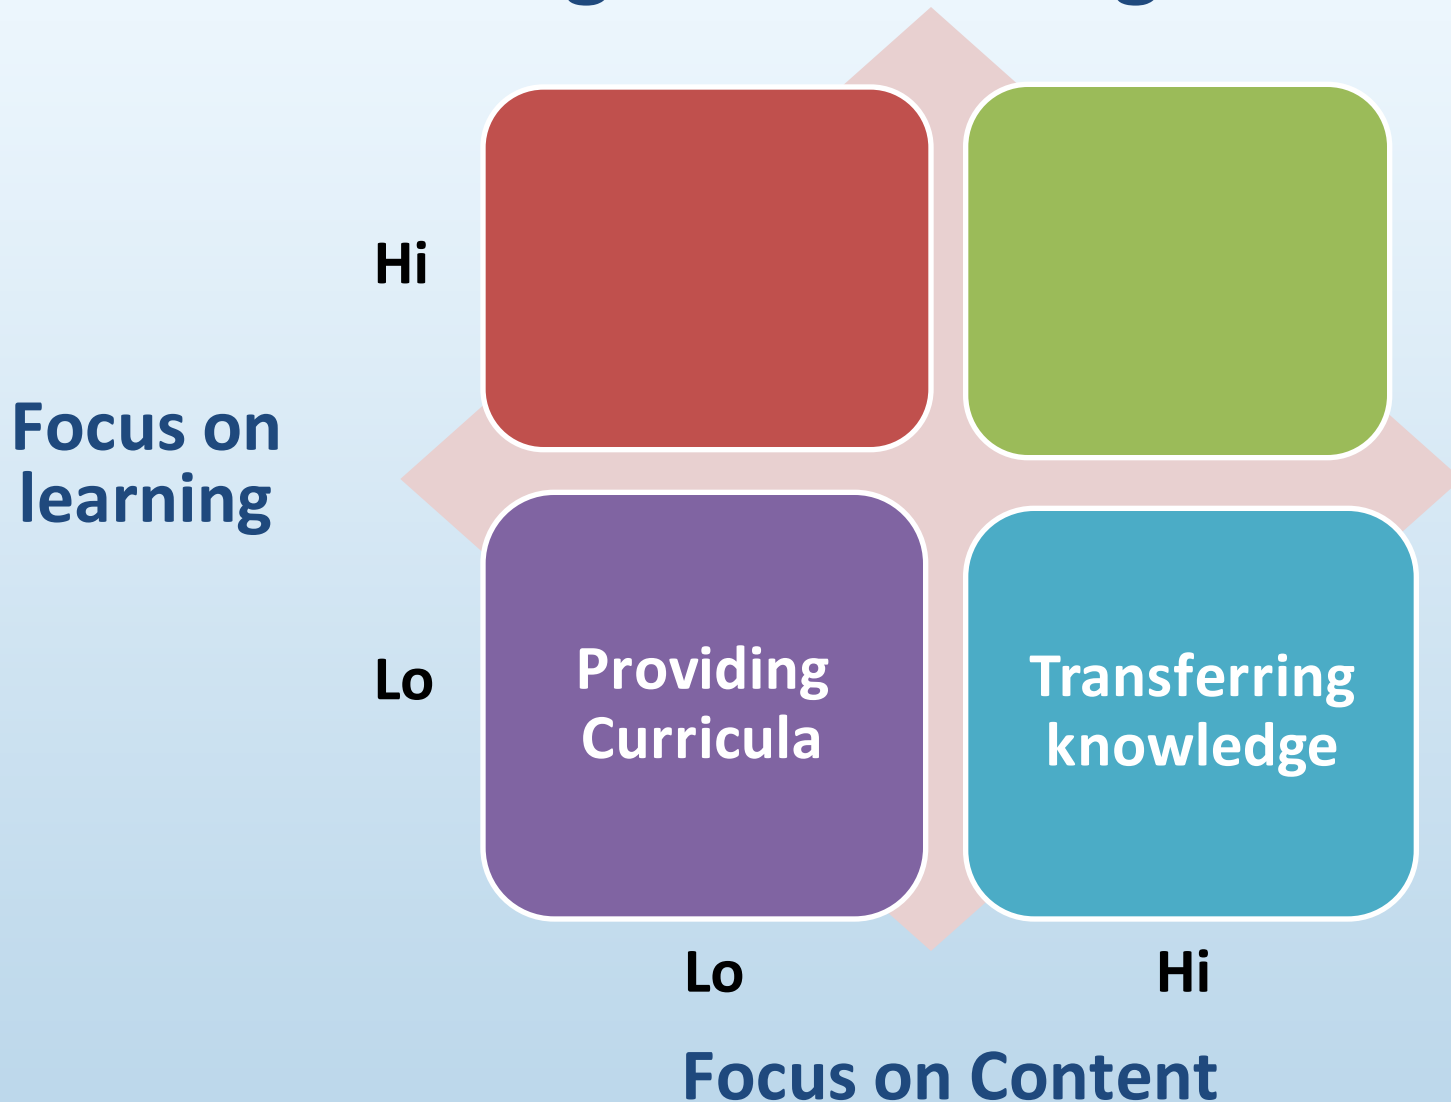 Hi
Focus on
learning
Lo
Providing
Curricula
Transferring
knowledge
Lo
Hi
Focus on Content